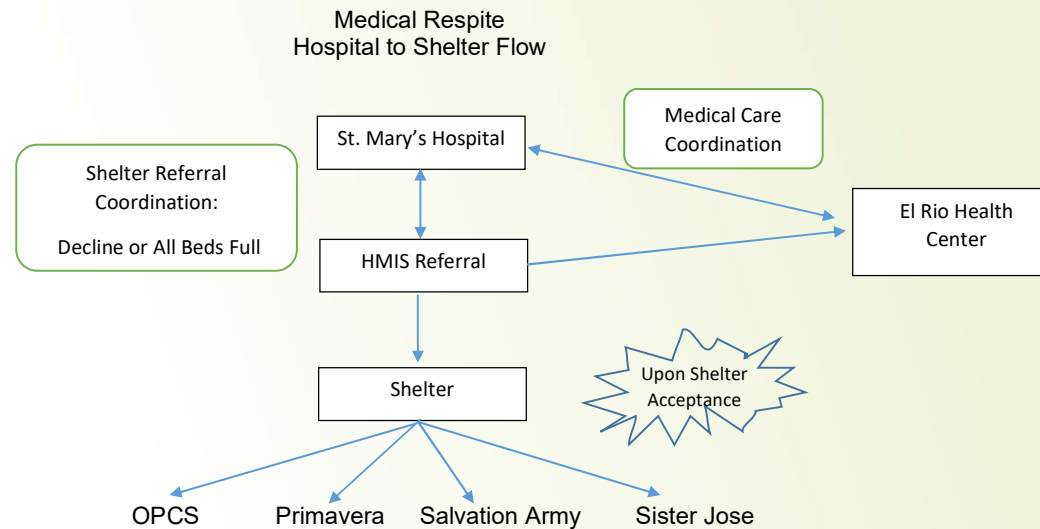 Medical Respite
Hospital to Shelter Flow
St. Mary’s Hospital
Medical Care
Coordination
Shelter Referral
Coordination:
Decline or All Beds Full
El Rio Health
Center
HMIS Referral
Shelter
Upon Shelter
Acceptance
OPCS
Primavera
Salvation Army
Sister Jose